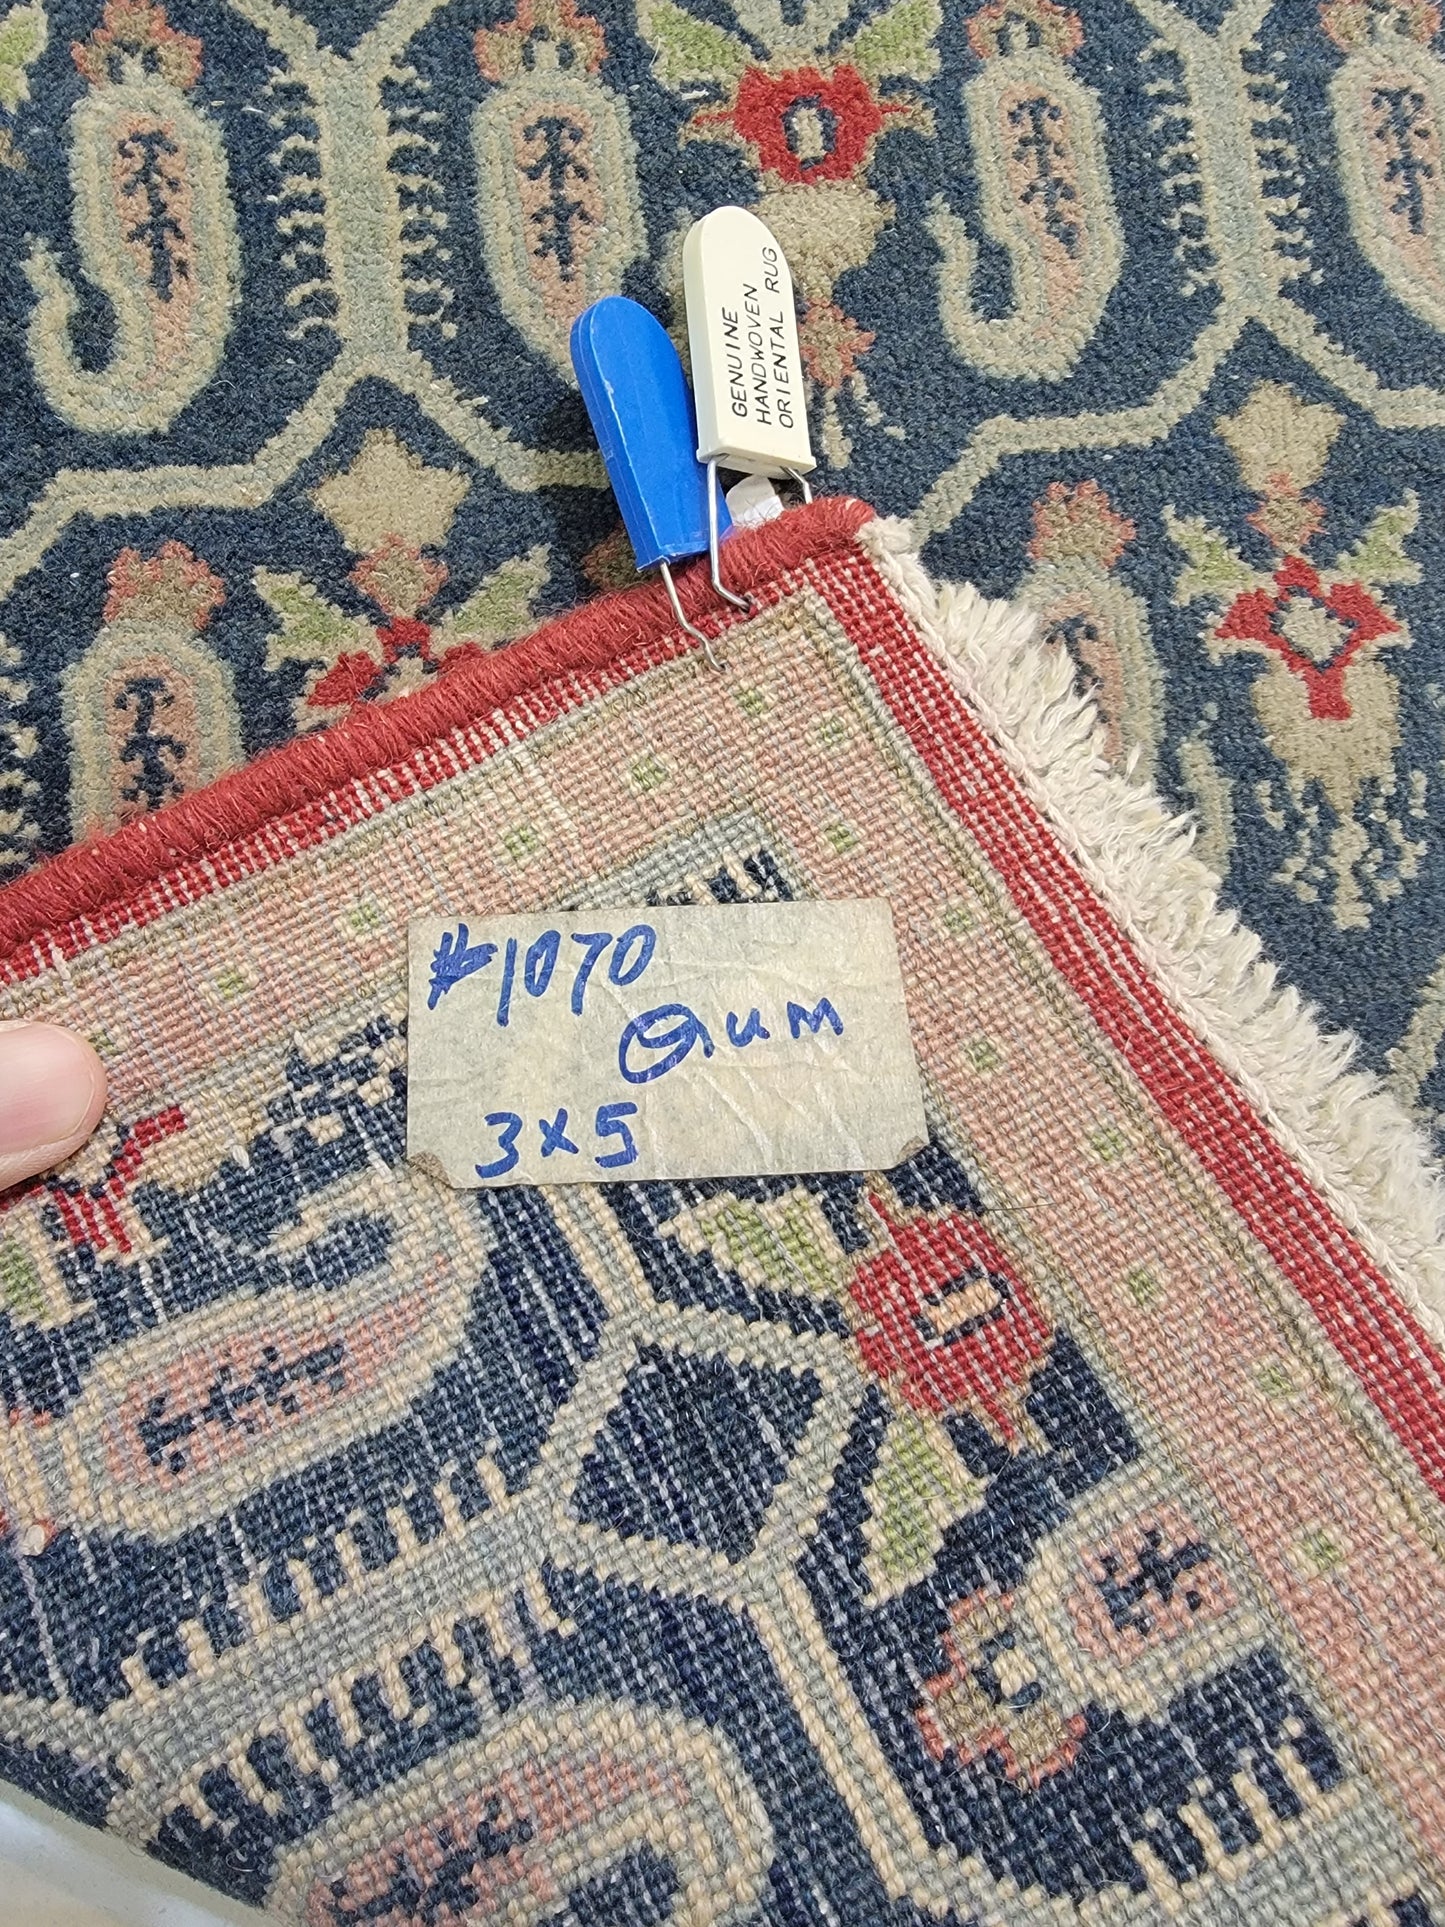 GENUINE
HANDWOVEN
ORIENTAL RUG
#1070
Qum
3x5